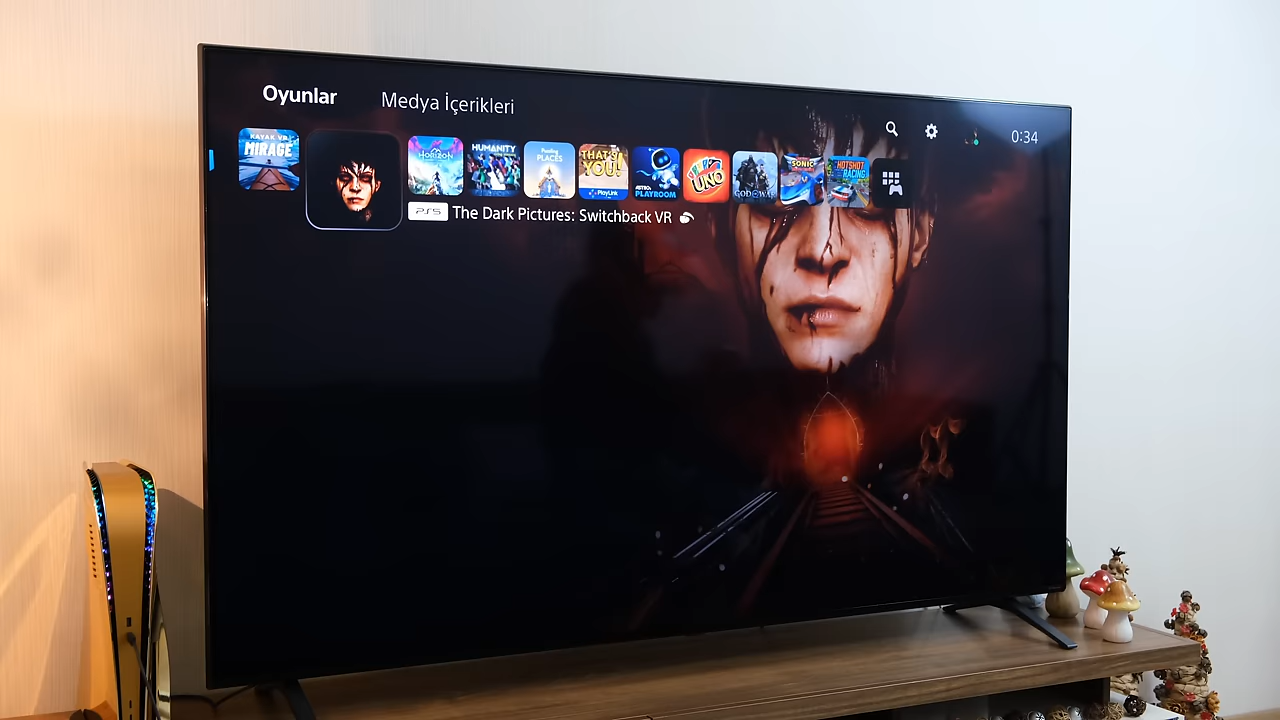 Oyunlar Medya İçerikleri
0:34
KAYAK VR
MIRAGE
HORIZON
HUMANITY
PLACES
THAT'S YOU!
PlayLink
ASTRO's PLAYROOM
UNO
GOD OF WAR
SONIC
HOTSHOT RACING
PS5 The Dark Pictures: Switchback VR